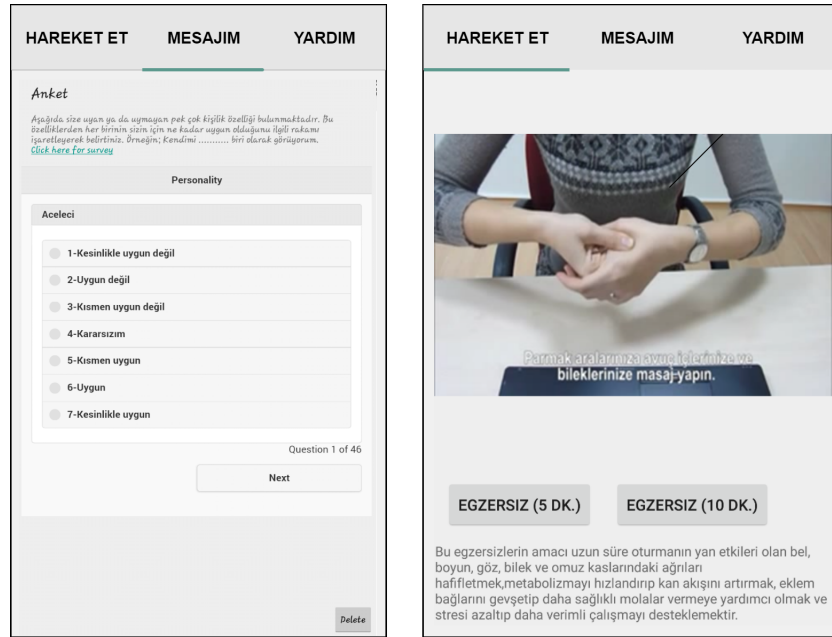 HAREKET ET MESAJIM YARDIM
Anket
Aşağıda size uyan ya da uymayan pek çok kişilik özelliği bulunmaktadır. Bu
özelliklerden her birinin sizin için ne kadar uygun olduğunu ilgili rakamı
işaretleyerek belirtiniz. Örneğin; Kendimi ........... biri olarak görüyorum.
Click here for survey
Personality
Aceleci
1-Kesinlikle uygun değil
2-Uygun değil
3-Kısmen uygun değil
4-Kararsızım
5-Kısmen uygun
6-Uygun
7-Kesinlikle uygun
Question 1 of 46
Next
Delete
HAREKET ET MESAJIM YARDIM
Parmak aralarınıza avuç içlerinize ve
bileklerinize masaj yapın.
EGZERSIZ (5 DK.) EGZERSIZ (10 DK.)
Bu egzersizlerin amacı uzun süre oturmanın yan etkileri olan bel,
boyun, göz, bilek ve omuz kaslarındaki ağrıları
hafifletmek,metabolizmayı hızlandırıp kan akışını artırmak, eklem
bağlarını gevşetip daha sağlıklı molalar vermeye yardımcı olmak ve
stresi azaltıp daha verimli çalışmayı desteklemektir.